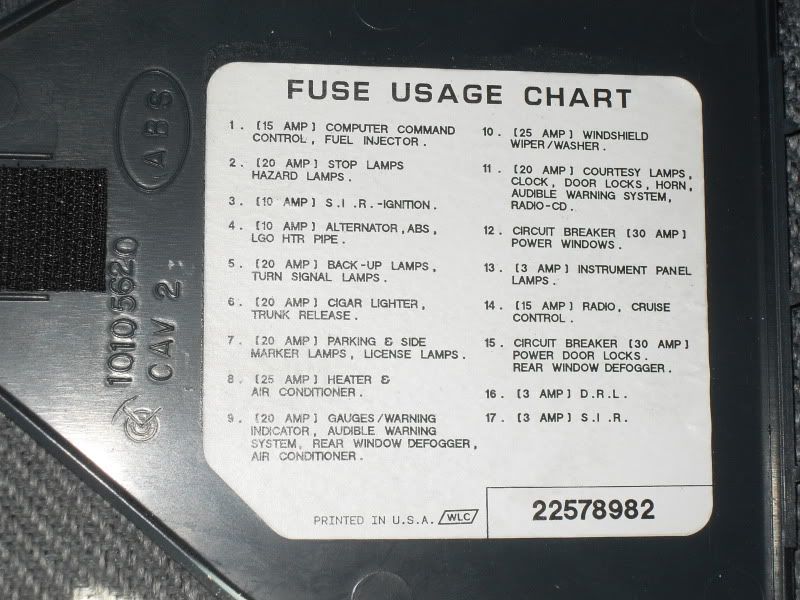 FUSE USAGE CHART
1. [15 AMP] COMPUTER COMMAND
CONTROL, FUEL INJECTOR.
2. [20 AMP] STOP LAMPS
HAZARD LAMPS.
3. [10 AMP] S.I.R.-IGNITION.
4. [10 AMP] ALTERNATOR, ABS,
LGO HTR PIPE.
5. [20 AMP] BACK-UP LAMPS,
TURN SIGNAL LAMPS.
6. [20 AMP] CIGAR LIGHTER,
TRUNK RELEASE.
7. [20 AMP] PARKING & SIDE
MARKER LAMPS, LICENSE LAMPS.
8. [25 AMP] HEATER &
AIR CONDITIONER.
9. [20 AMP] GAUGES/WARNING
INDICATOR, AUDIBLE WARNING
SYSTEM, REAR WINDOW DEFOGGER,
AIR CONDITIONER.
10. [25 AMP] WINDSHIELD
WIPER/WASHER.
11. [20 AMP] COURTESY LAMPS,
CLOCK, DOOR LOCKS, HORN,
AUDIBLE WARNING SYSTEM,
RADIO-CD.
12. CIRCUIT BREAKER [30 AMP]
POWER WINDOWS.
13. [3 AMP] INSTRUMENT PANEL
LAMPS.
14. [15 AMP] RADIO, CRUISE
CONTROL.
15. CIRCUIT BREAKER [30 AMP]
POWER DOOR LOCKS.
REAR WINDOW DEFOGGER.
16. [3 AMP] D.R.L.
17. [3 AMP] S.I.R.
PRINTED IN U.S.A. WLC
22578982
ABS
10105620
CAV 2